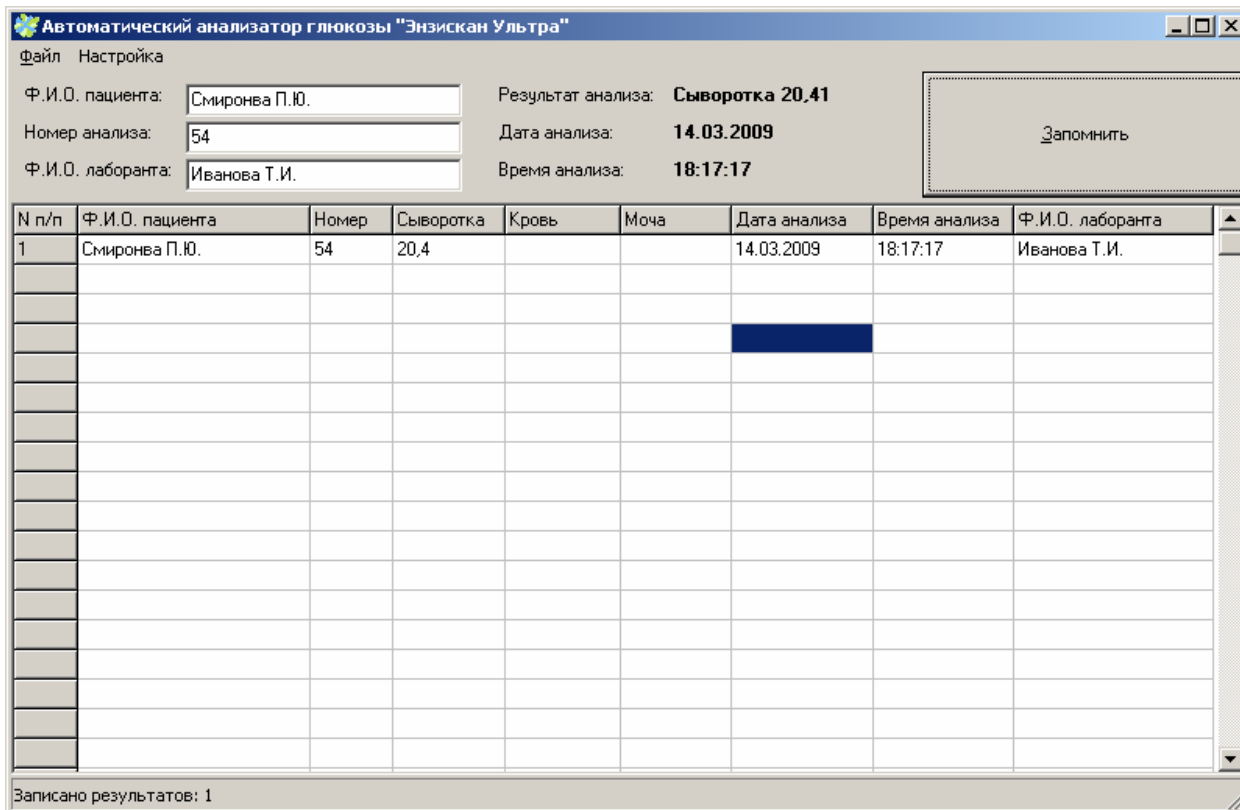 Автоматический анализатор глюкозы "Энзискан Ультра"
Файл Настройка
Ф.И.О. пациента: Смиронва П.Ю. Результат анализа: Сыворотка 20,41
Запомнить
Номер анализа: 54 Дата анализа: 14.03.2009
Ф.И.О. лаборанта: Иванова Т.И. Время анализа: 18:17:17
N п/п Ф.И.О. пациента Номер Сыворотка Кровь Моча Дата анализа Время анализа Ф.И.О. лаборанта
1 Смиронва П.Ю. 54 20,4 14.03.2009 18:17:17 Иванова Т.И.
Записано результатов: 1